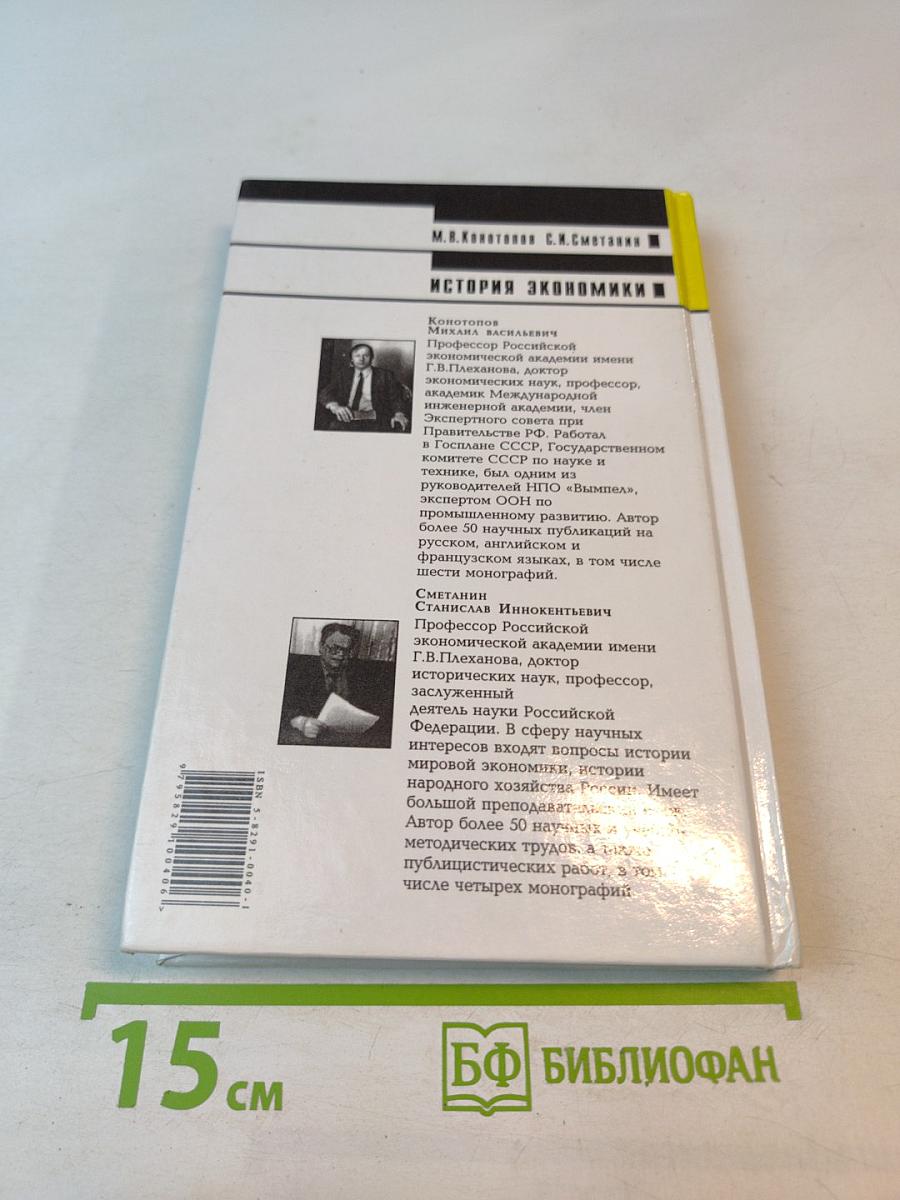 М.В.Конотопов С.И.Сметанин
ИСТОРИЯ ЭКОНОМИКИ
Конотопов
Михаил васильевич
Профессор Российской
экономической академии имени
Г.В.Плеханова, доктор
экономических наук, профессор,
академик Международной
инженерной академии, член
Экспертного совета при
Правительстве РФ. Работал
в Госплане СССР, Государственном
комитете СССР по науке и
технике, был одним из
руководителей НПО «Вымпел»,
экспертом ООН по
промышленному развитию. Автор
более 50 научных публикаций на
русском, английском и
французском языках, в том числе
шести монографий.
Сметанин
Станислав Иннокентьевич
Профессор Российской
экономической академии имени
Г.В.Плеханова, доктор
исторических наук, профессор,
заслуженный
деятель науки Российской
Федерации. В сферу научных
интересов входят вопросы истории
мировой экономики, истории
народного хозяйства России. Имеет
большой
Автор более 50 научных и
методических трудов, а также
публицистических работ, в том
числе четырех монографий
ISBN 5-8291-0040-1
9 795829 100406 >
15 см
БФ БИБЛИОФАН